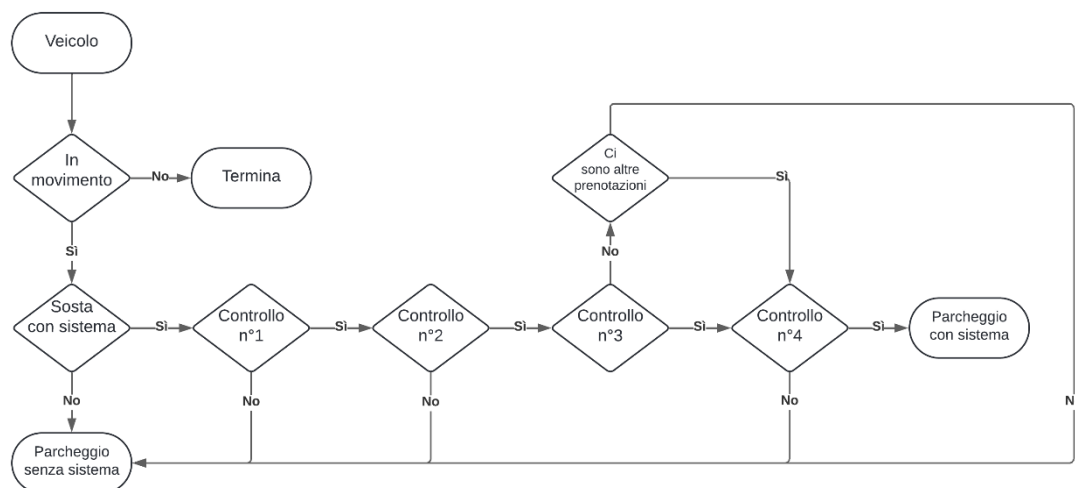 Veicolo
In
movimento
No
Termina
Ci
sono altre
prenotazioni
Sì
Sì
No
Sosta
con sistema
Sì
Controllo
n°1
Sì
Controllo
n°2
Sì
Controllo
n°3
Sì
Controllo
n°4
Sì
Parcheggio
con sistema
No
No
No
No
N
Parcheggio
senza sistema